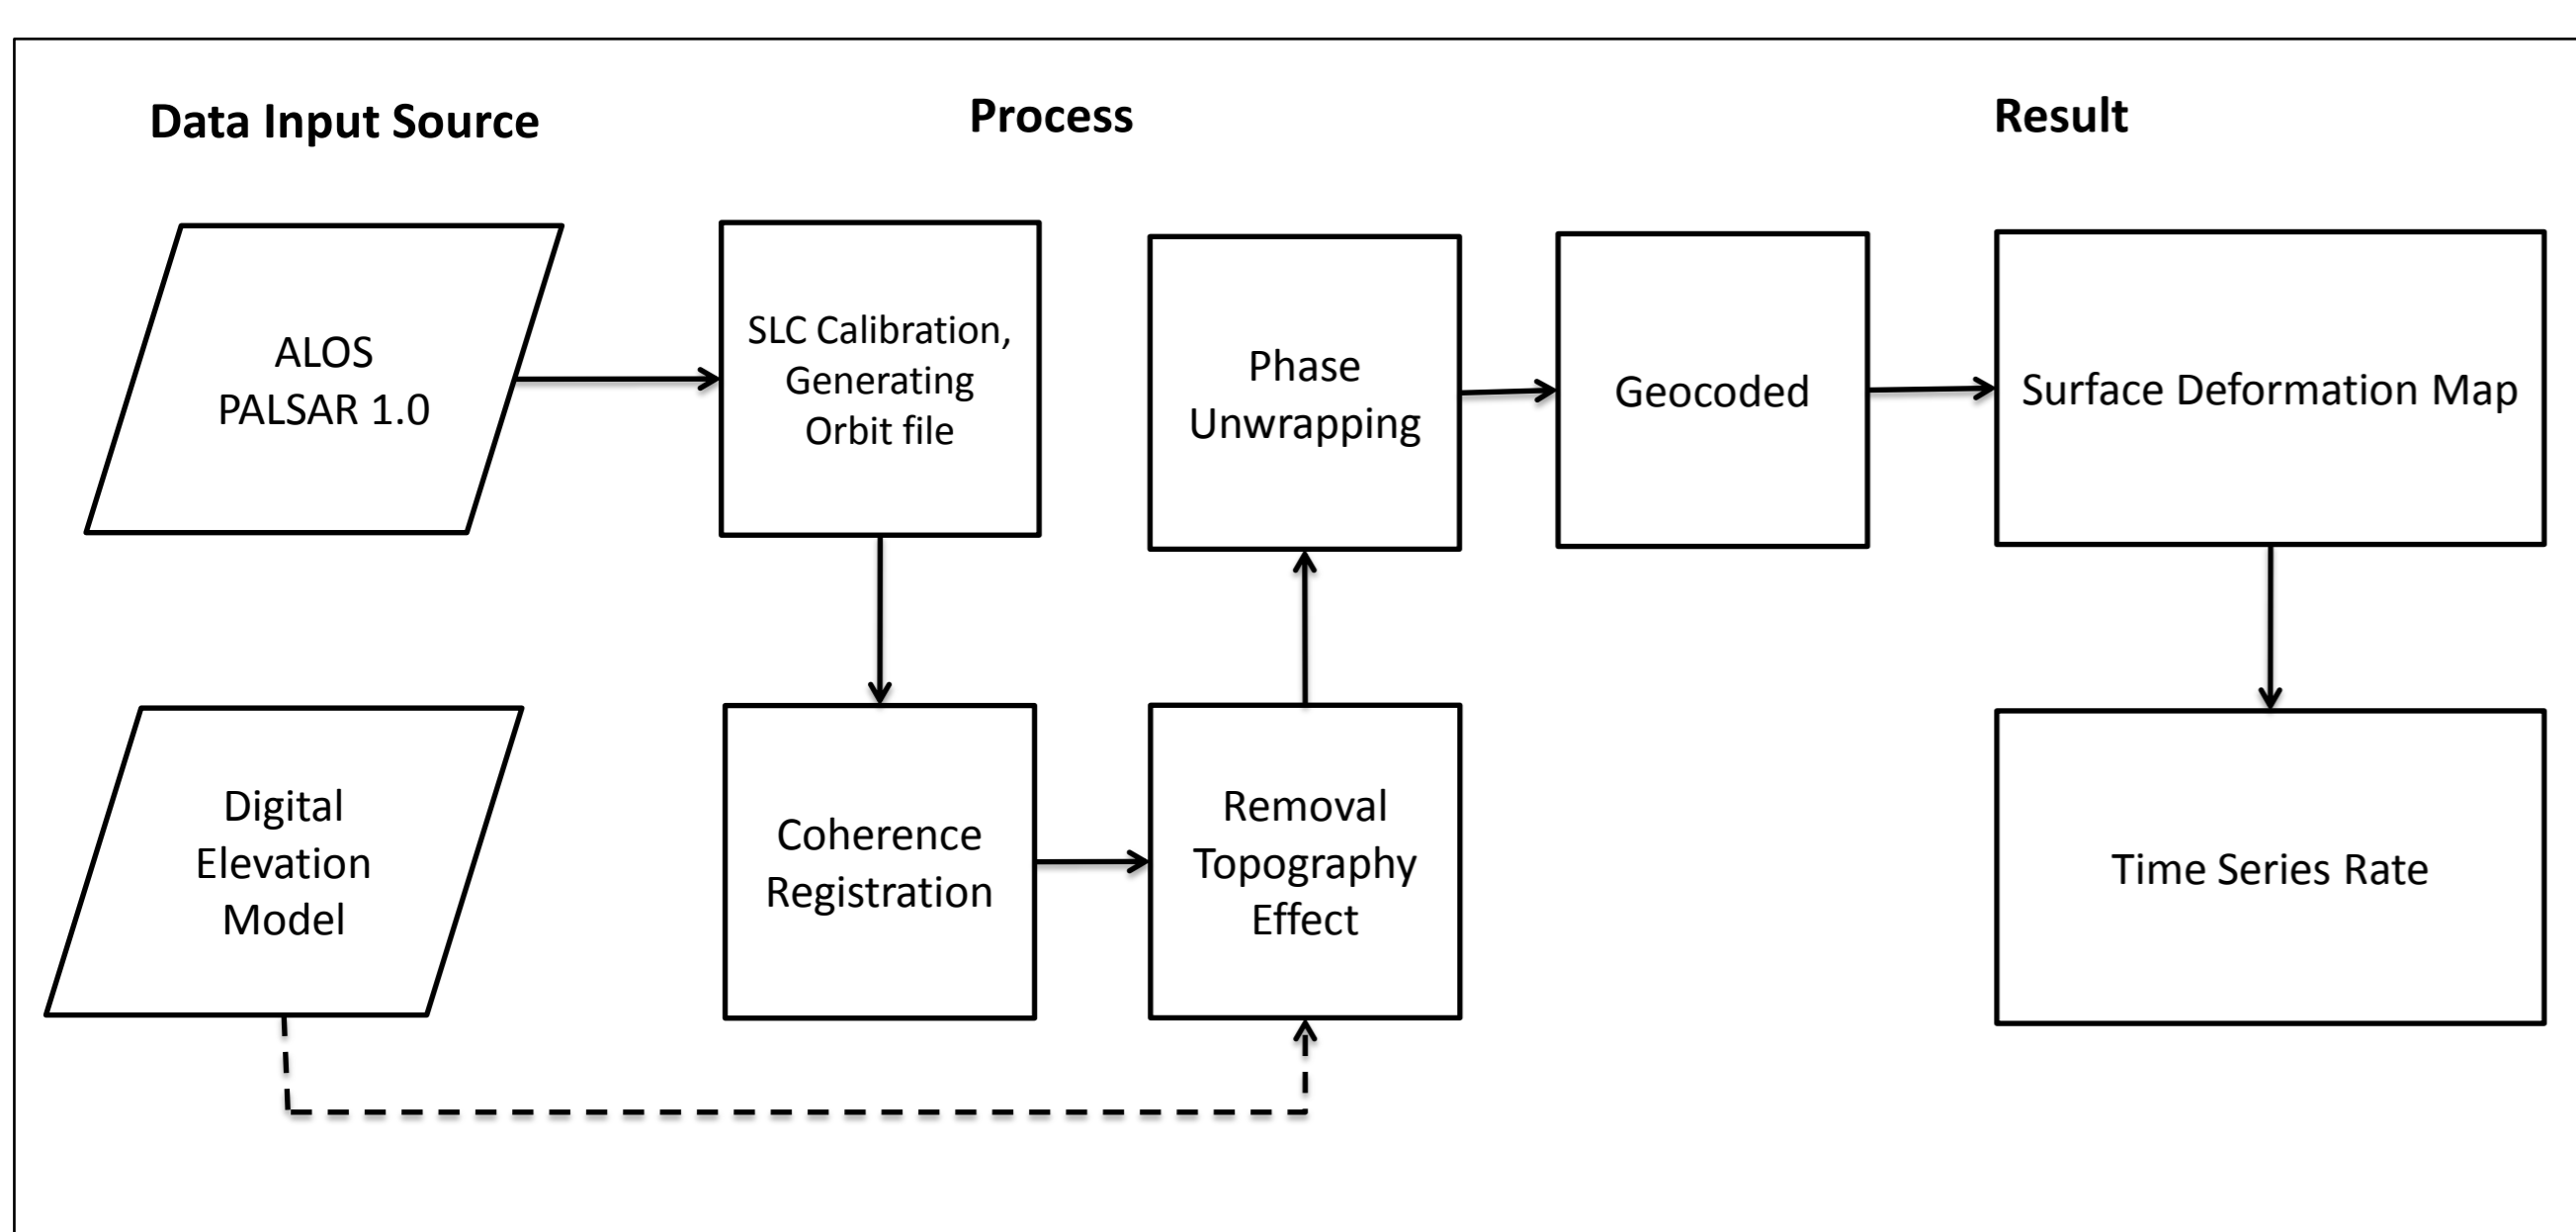 Data Input Source
Process
Result
ALOS
PALSAR 1.0
SLC Calibration,
Generating
Orbit file
Phase
Unwrapping
Geocoded
Surface Deformation Map
Digital
Elevation
Model
Coherence
Registration
Removal
Topography
Effect
Time Series Rate